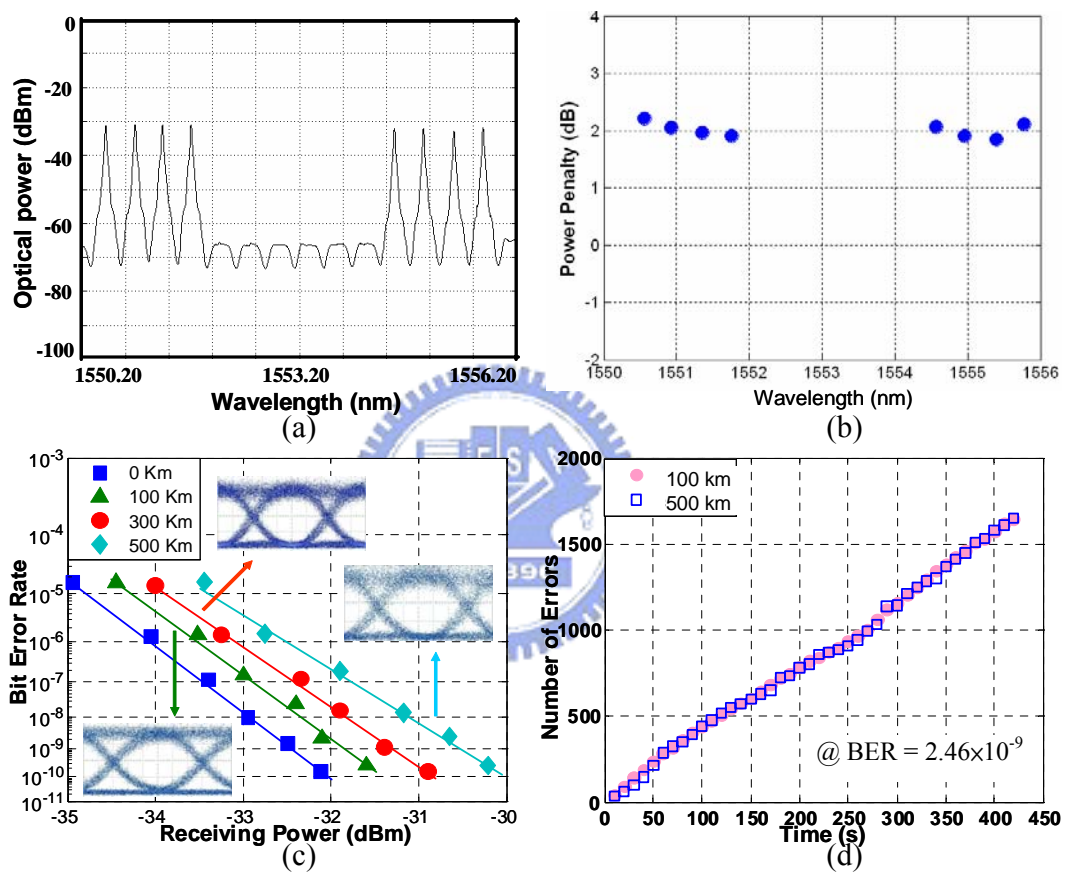 0
-20
-40
-60
-80
-100
Optical power (dBm)
1550.20 1553.20 1556.20
Wavelength (nm)
(a)
4
3
2
1
0
-1
-2
Power Penalty (dB)
1550 1551 1552 1553 1554 1555 1556
Wavelength (nm)
(b)
10-3
10-4
10-5
10-6
10-7
10-8
10-9
10-10
10-11
Bit Error Rate
0 Km
100 Km
300 Km
500 Km
-35 -34 -33 -32 -31 -30
Receiving Power (dBm)
(c)
2000
1500
1000
500
0
Number of Errors
100 km
500 km
@ BER = 2.46×10-9
0 50 100 150 200 250 300 350 400 450
Time (s)
(d)